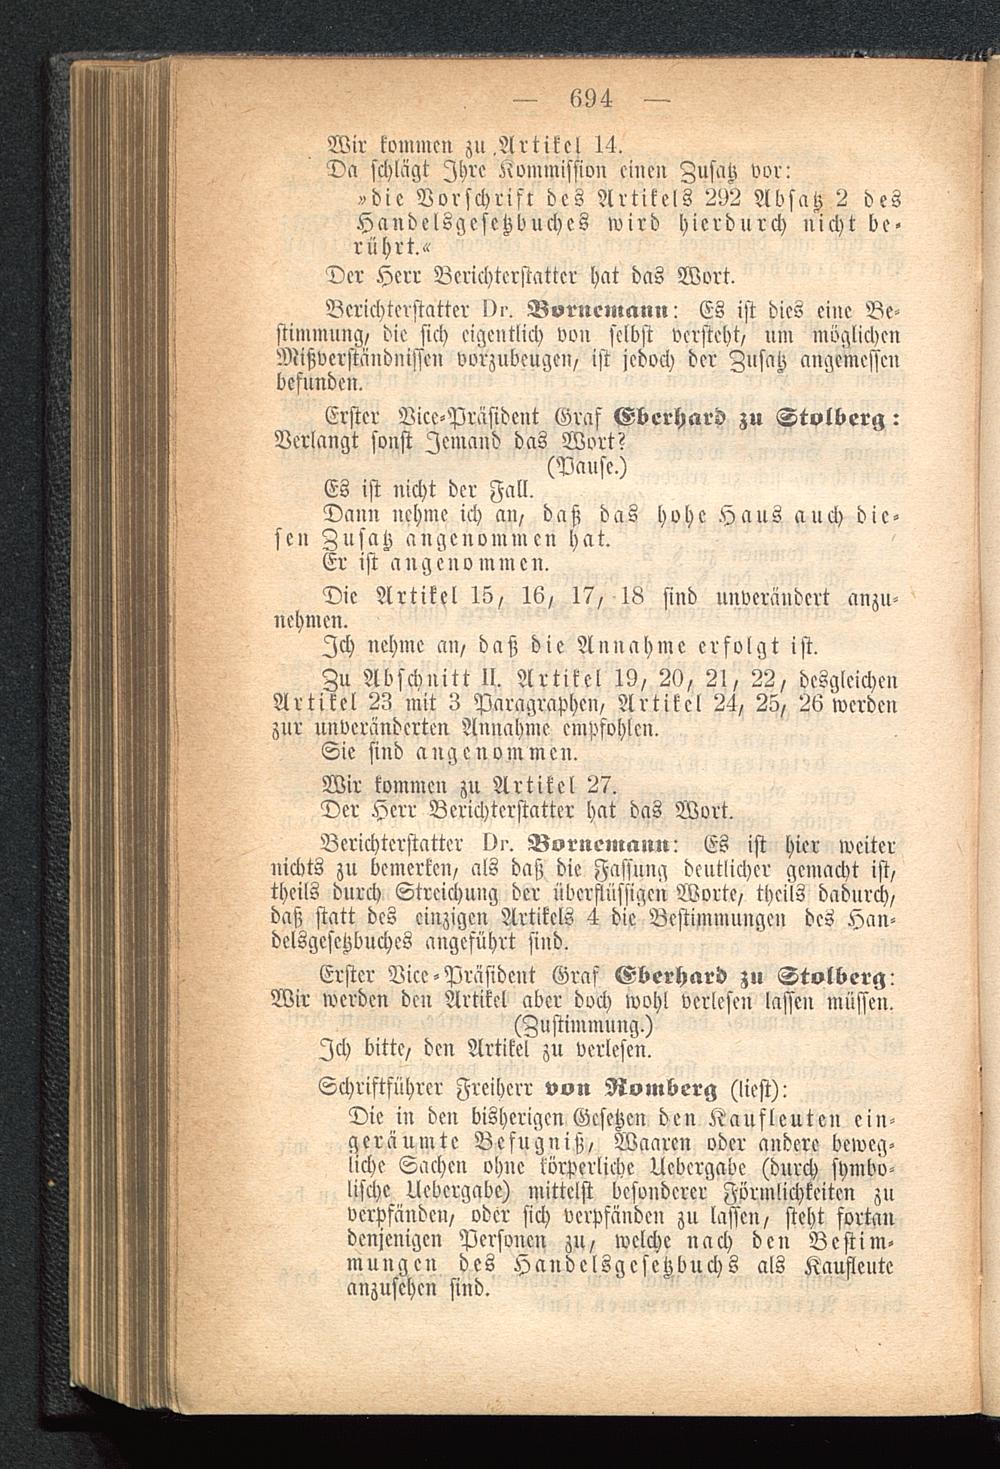 — 694 —
Wir kommen zu Artikel 14.
Da schlägt Ihre Kommission einen Zusatz vor:
»die Vorschrift des Artikels 292 Absatz 2 des
Handelsgesetzbuches wird hierdurch nicht be-
rührt.«
Der Herr Berichterstatter hat das Wort.
Berichterstatter Dr. Bornemann: Es ist dies eine Be-
stimmung, die sich eigentlich von selbst versteht, um möglichen
Mißverständnissen vorzubeugen, ist jedoch der Zusatz angemessen
befunden.
Erster Vice-Präsident Graf Eberhard zu Stolberg:
Verlangt sonst Jemand das Wort?
(Pause.)
Es ist nicht der Fall.
Dann nehme ich an, daß das hohe Haus auch die-
sen Zusatz angenommen hat.
Er ist angenommen.
Die Artikel 15, 16, 17, 18 sind unverändert anzu-
nehmen.
Ich nehme an, daß die Annahme erfolgt ist.
Zu Abschnitt II. Artikel 19, 20, 21, 22, desgleichen
Artikel 23 mit 3 Paragraphen, Artikel 24, 25, 26 werden
zur unveränderten Annahme empfohlen.
Sie sind angenommen.
Wir kommen zu Artikel 27.
Der Herr Berichterstatter hat das Wort.
Berichterstatter Dr. Bornemann: Es ist hier weiter
nichts zu bemerken, als daß die Fassung deutlicher gemacht ist,
theils durch Streichung der überflüssigen Worte, theils dadurch,
daß statt des einzigen Artikels 4 die Bestimmungen des Han-
delsgesetzbuches angeführt sind.
Erster Vice-Präsident Graf Eberhard zu Stolberg:
Wir werden den Artikel aber doch wohl verlesen lassen müssen.
(Zustimmung.)
Ich bitte, den Artikel zu verlesen.
Schriftführer Freiherr von Romberg (liest):
Die in den bisherigen Gesetzen den Kaufleuten ein-
geräumte Befugniß, Waaren oder andere beweg-
liche Sachen ohne körperliche Uebergabe (durch symbo-
lische Uebergabe) mittelst besonderer Förmlichkeiten zu
verpfänden, oder sich verpfänden zu lassen, steht fortan
denjenigen Personen zu, welche nach den Bestim-
mungen des Handelsgesetzbuchs als Kaufleute
anzusehen sind.